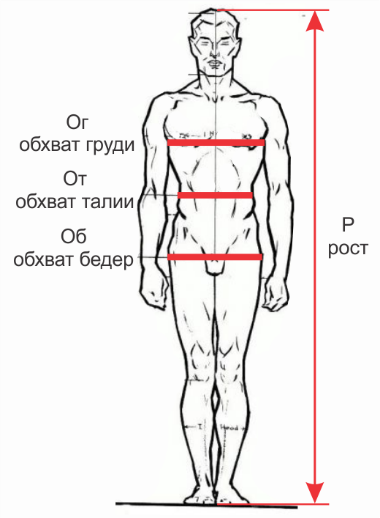 Ог
обхват груди
От
обхват талии
Об
обхват бедер
Р
рост